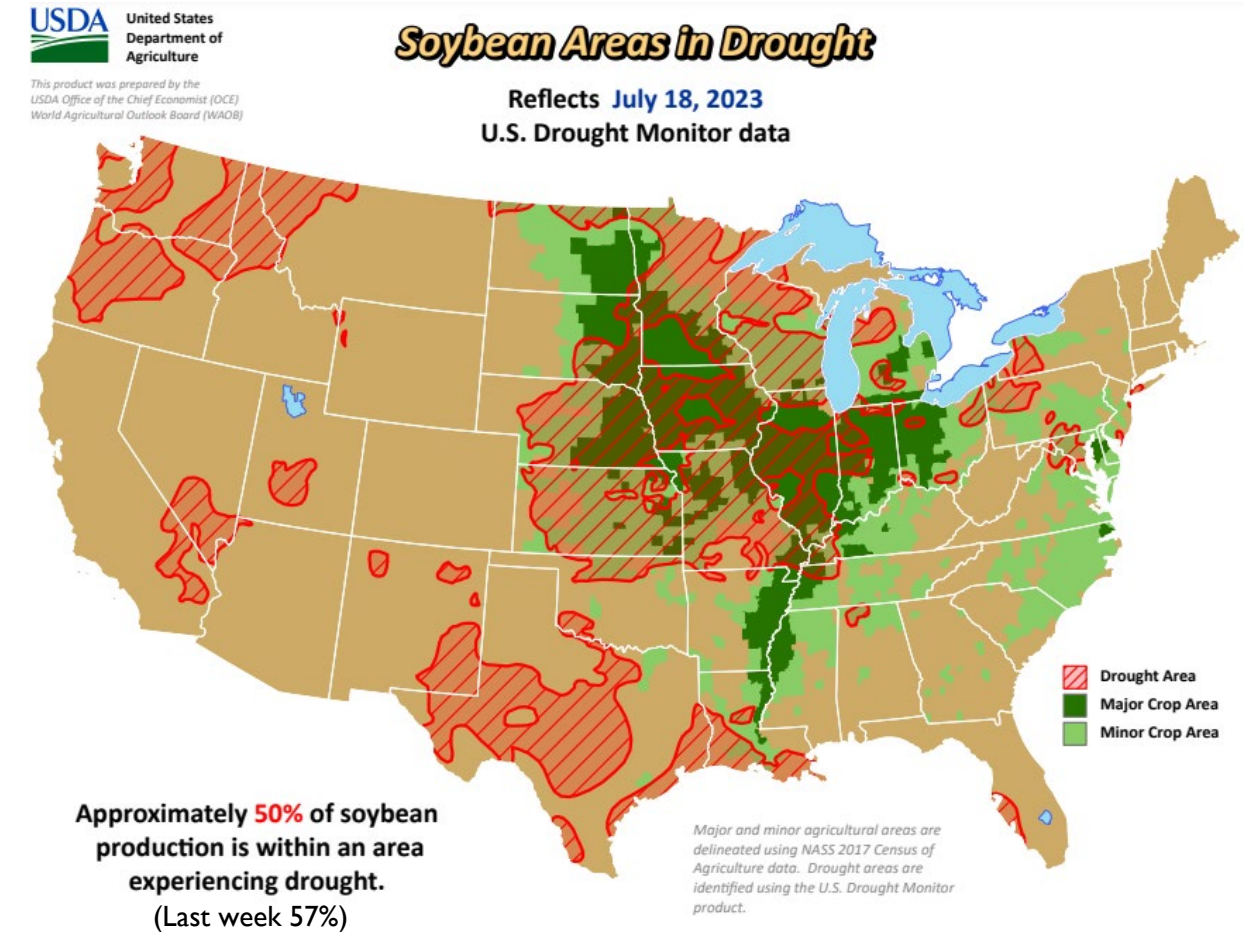 USDA
United States
Department of
Agriculture
This product was prepared by the
USDA Office of the Chief Economist (OCE)
World Agricultural Outlook Board (WAOB)
Soybean Areas in Drought
Reflects July 18, 2023
U.S. Drought Monitor data
Drought Area
Major Crop Area
Minor Crop Area
Approximately 50% of soybean
production is within an area
experiencing drought.
(Last week 57%)
Major and minor agricultural areas are
delineated using NASS 2017 Census of
Agriculture data. Drought areas are
identified using the U.S. Drought Monitor
product.